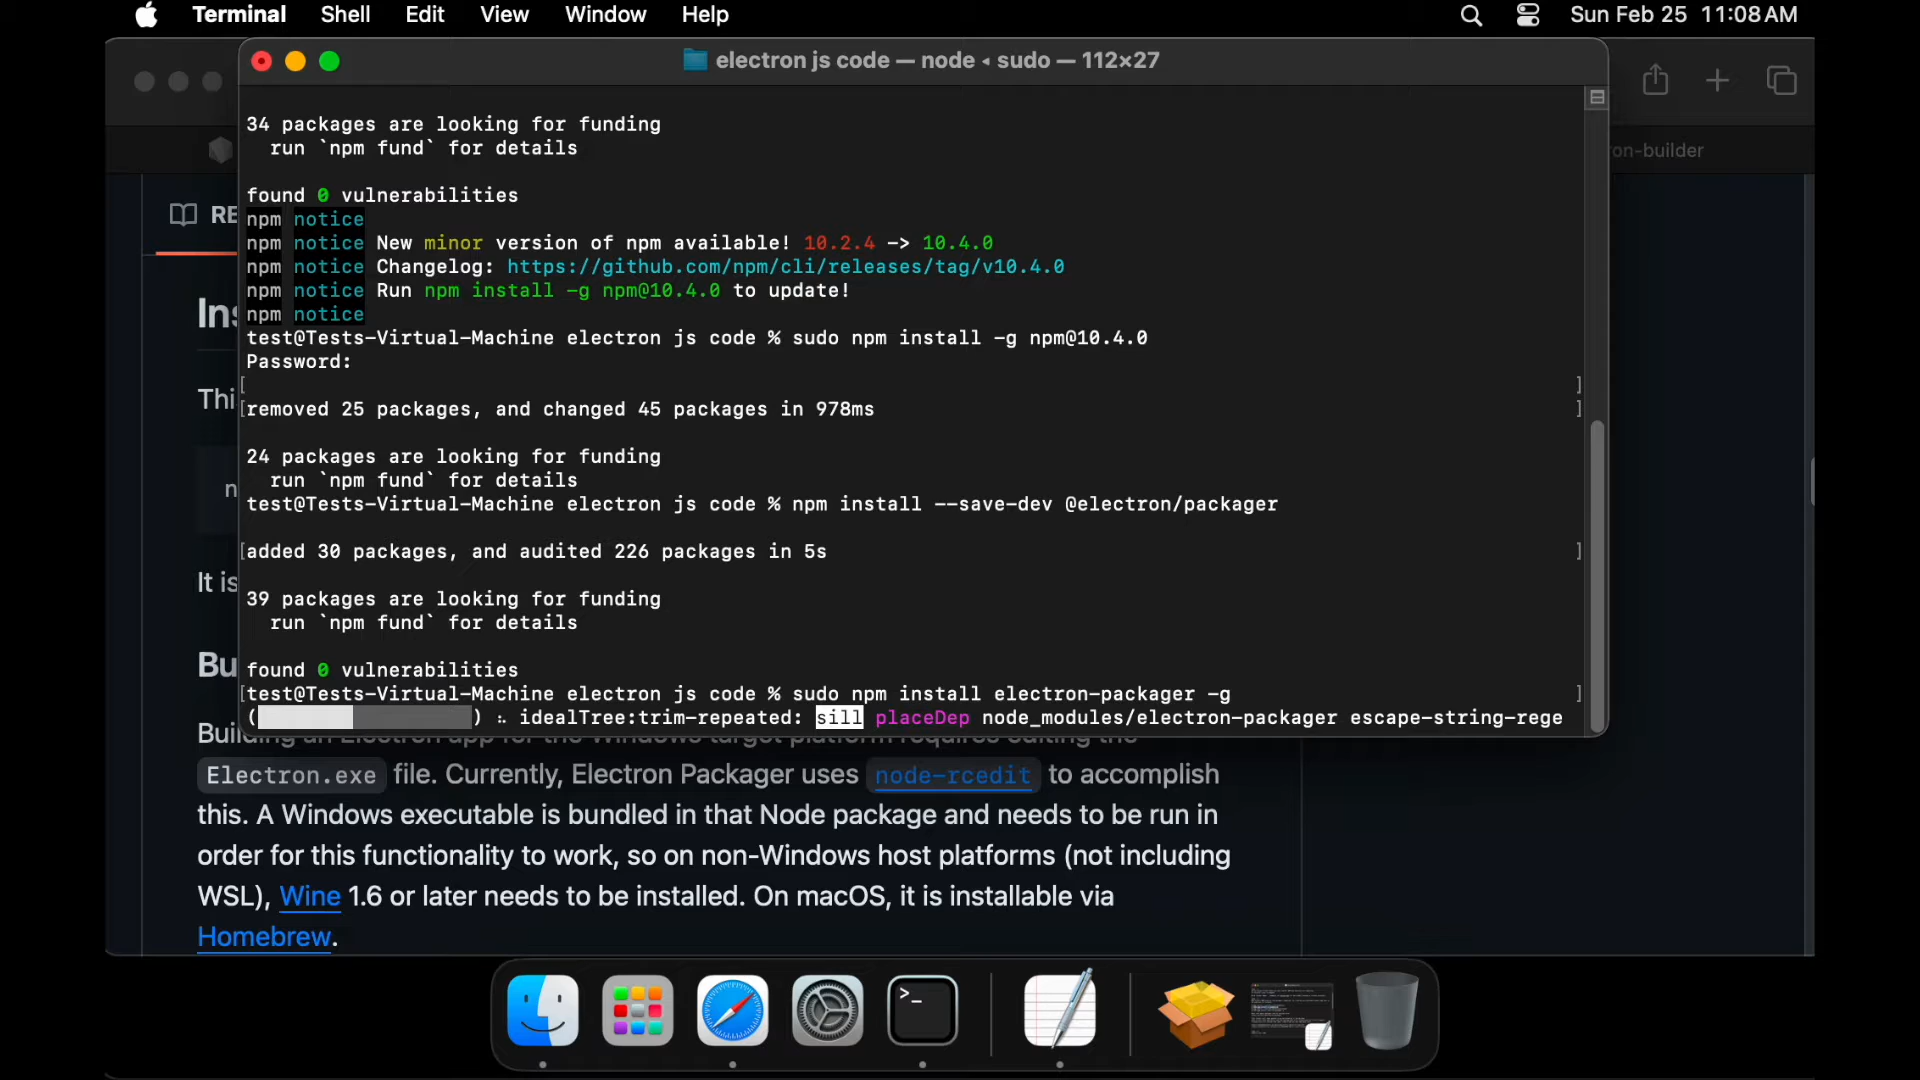 Terminal Shell Edit View Window Help Sun Feb 25 11:08 AM
electron js code — node ◂ sudo — 112×27
34 packages are looking for funding
run `npm fund` for details
on-builder
found 0 vulnerabilities
RE
npm notice
npm notice New minor version of npm available! 10.2.4 -> 10.4.0
npm notice Changelog: https://github.com/npm/cli/releases/tag/v10.4.0
npm notice Run npm install -g npm@10.4.0 to update!
npm notice
Ins
test@Tests-Virtual-Machine electron js code % sudo npm install -g npm@10.4.0
Password:
[ ]
Thi
[removed 25 packages, and changed 45 packages in 978ms ]
24 packages are looking for funding
run `npm fund` for details
n
test@Tests-Virtual-Machine electron js code % npm install --save-dev @electron/packager
[added 30 packages, and audited 226 packages in 5s ]
It is
39 packages are looking for funding
run `npm fund` for details
found 0 vulnerabilities
Bu
[test@Tests-Virtual-Machine electron js code % sudo npm install electron-packager -g ]
( ) ⠦ idealTree:trim-repeated: sill placeDep node_modules/electron-packager escape-string-rege
Building an Electron app for the Windows target platform requires editing the
Electron.exe file. Currently, Electron Packager uses node-rcedit to accomplish
this. A Windows executable is bundled in that Node package and needs to be run in
order for this functionality to work, so on non-Windows host platforms (not including
WSL), Wine 1.6 or later needs to be installed. On macOS, it is installable via
Homebrew.